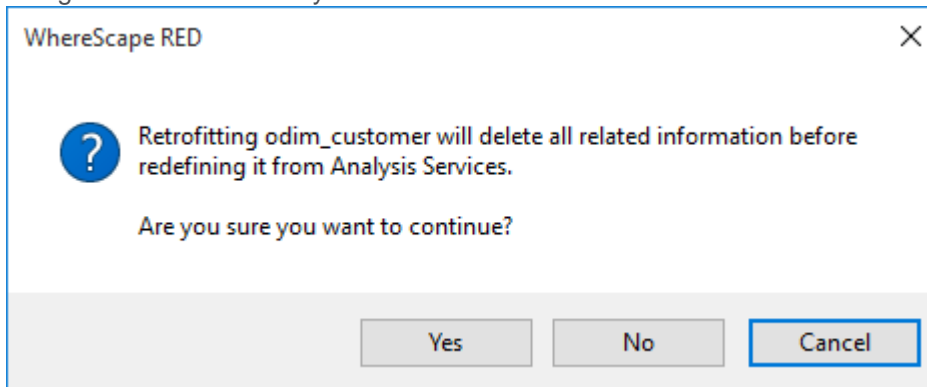 WhereScape RED
?
Retrofitting odim_customer will delete all related information before
redefining it from Analysis Services.
Are you sure you want to continue?
Yes No Cancel